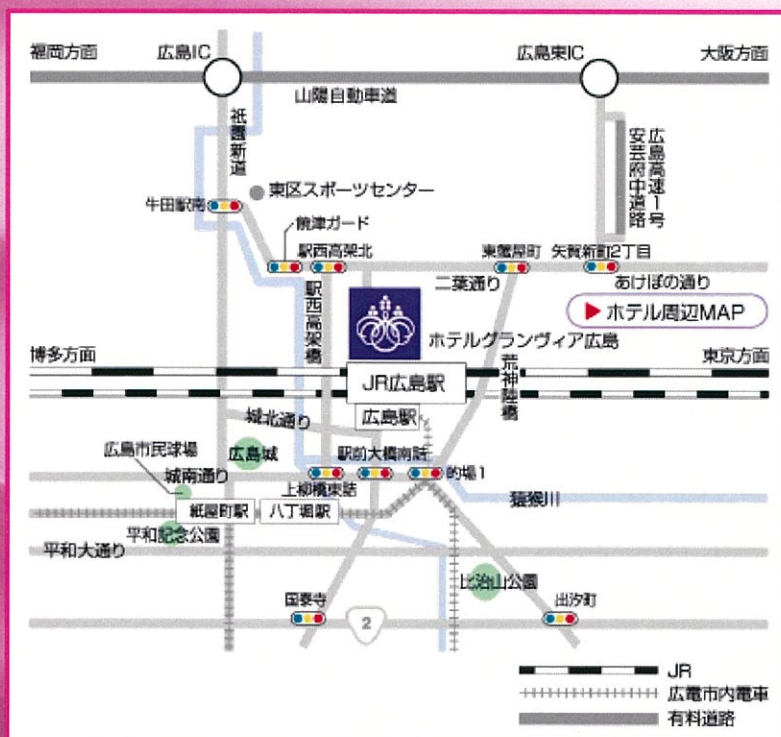 福岡方面
広島IC
広島東IC
大阪方面
山陽自動車道
祇園新道
広島高速1号
安芸府中道路
東区スポーツセンター
牛田駅南
饒津ガード
駅西高架北
東蟹屋町
矢賀新町2丁目
二葉通り
あけぼの通り
駅西高架橋
▶ホテル周辺MAP
ホテルグランヴィア広島
博多方面
東京方面
JR広島駅
荒神陸橋
広島駅
城北通り
広島市民球場
広島城
駅前大橋南詰
城南通り
上柳橋東詰
的場1
猿猴川
紙屋町駅
八丁堀駅
平和記念公園
平和大通り
比治山公園
国泰寺
出汐町
2
JR
広電市内電車
有料道路